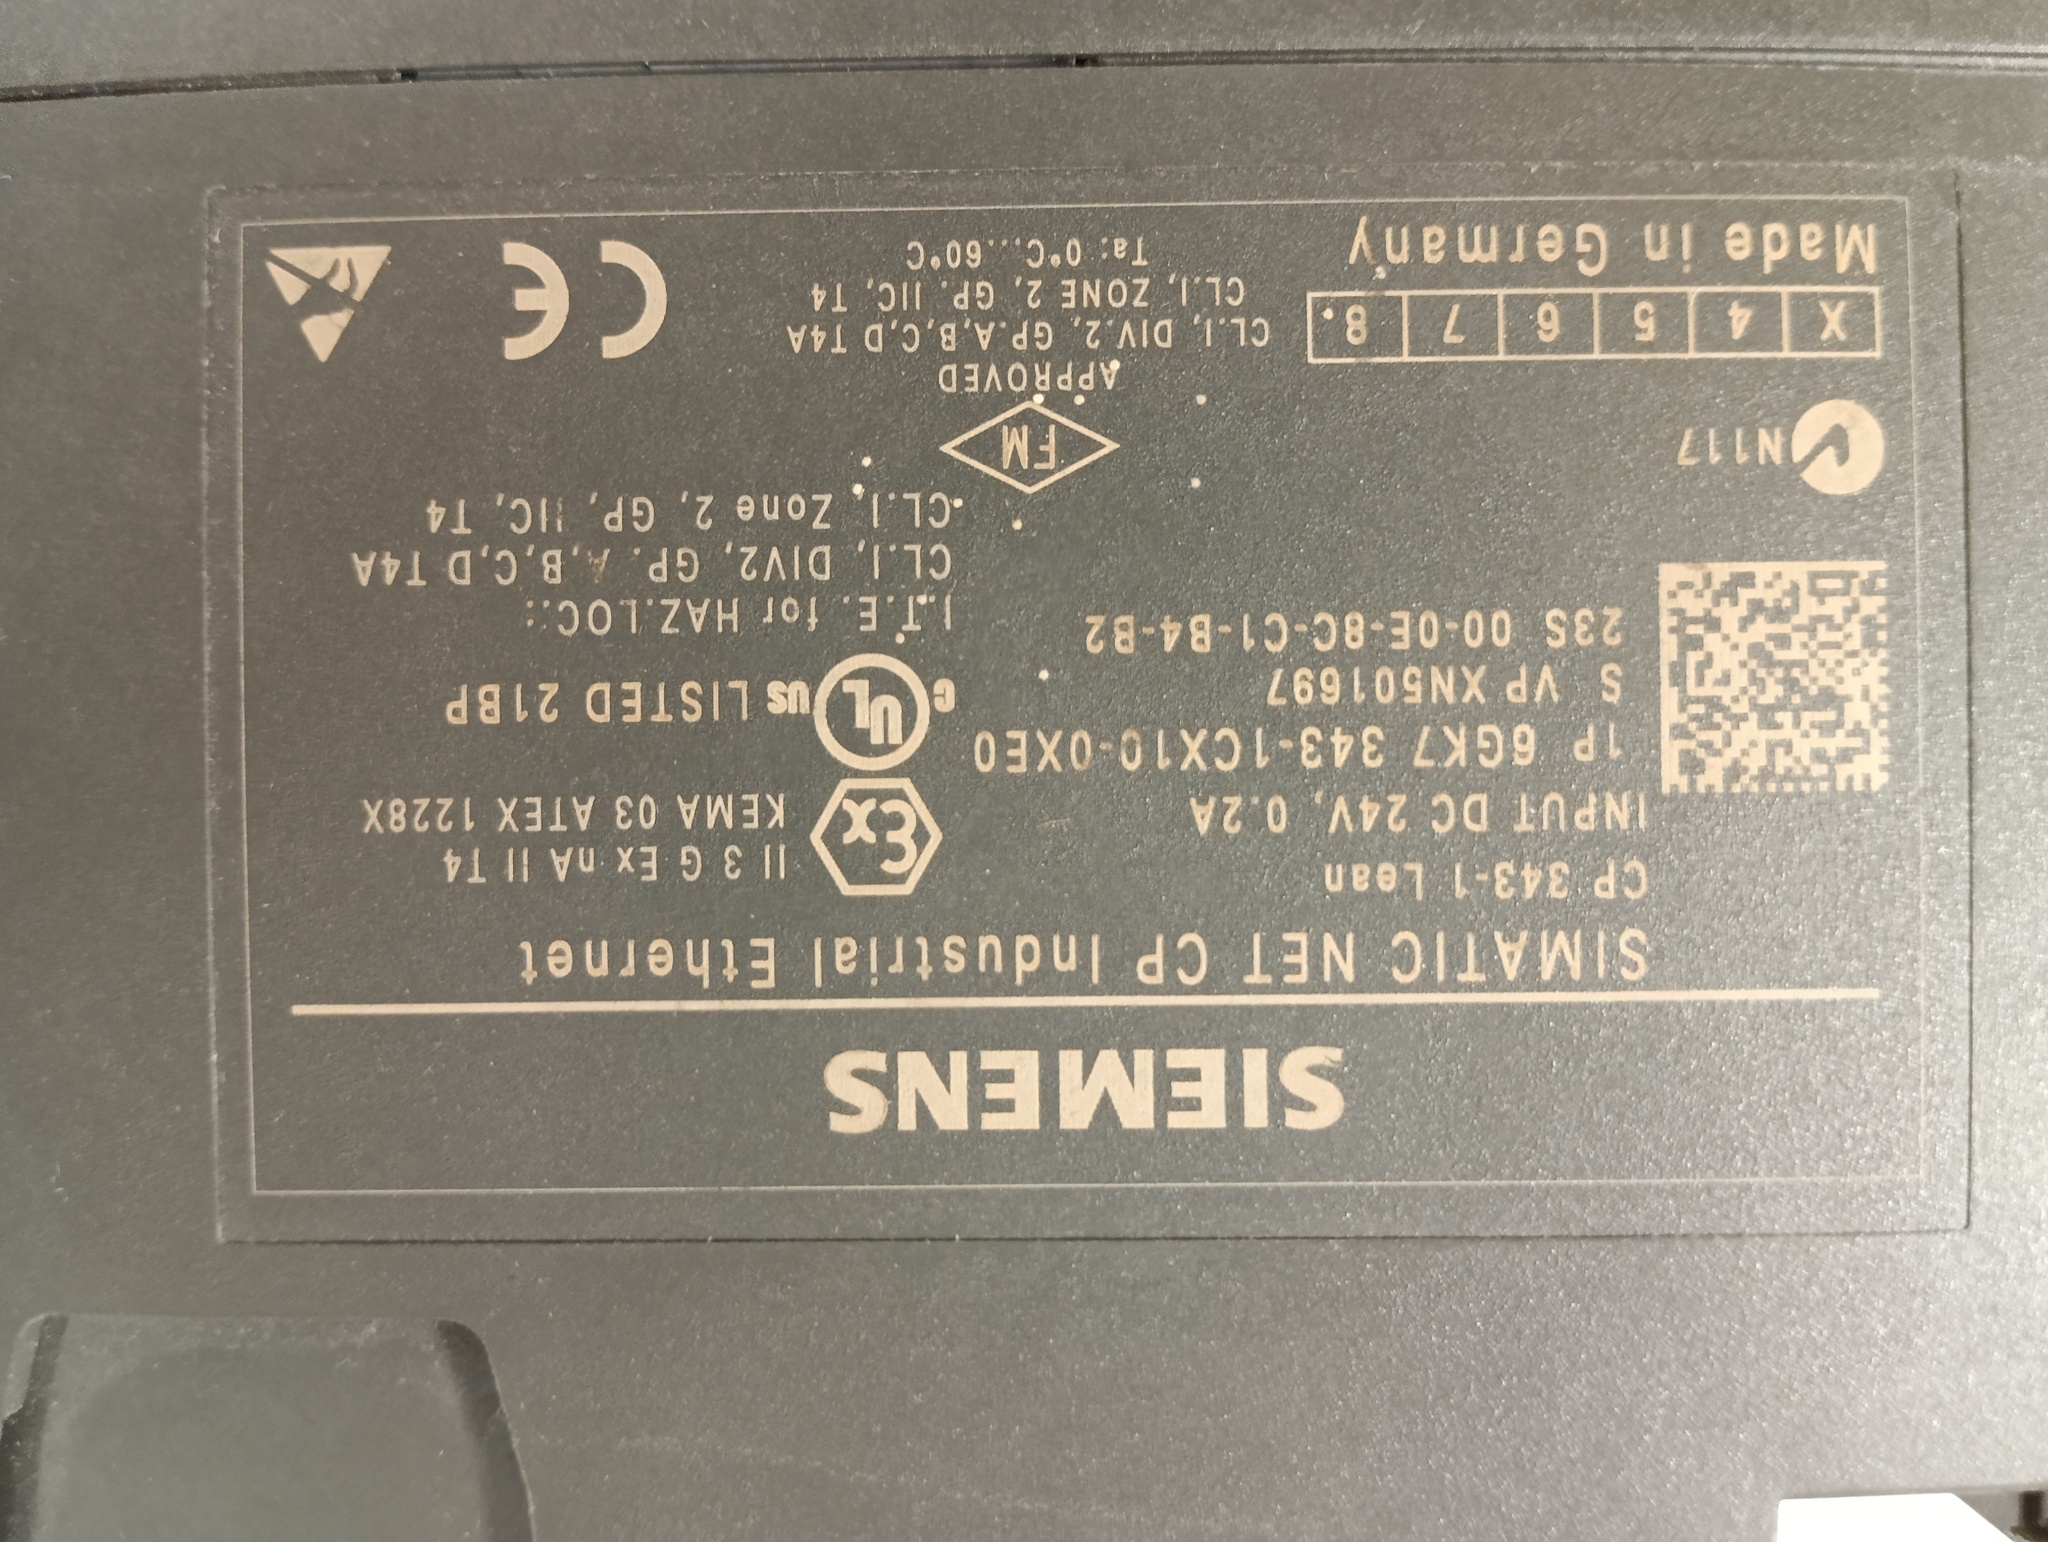 SIEMENS
SIMATIC NET CP Industrial Ethernet
CP 343-1 Lean
INPUT DC 24V, 0.2A
1P 6GK7 343-1CX10-0XE0
S VP XN501697
23S 00-0E-8C-C1-B4-B2
Ex
II 3 G Ex nA II T4
KEMA 03 ATEX 1228X
c UL us LISTED 21BP
I.T.E. for HAZ.LOC.:
CL.I, DIV2, GP. A,B,C,D T4A
CL.I, Zone 2, GP. IIC, T4
N117
FM
APPROVED
CL.I, DIV.2, GP.A,B,C,D T4A
CL.I, ZONE 2, GP. IIC, T4
Ta: 0°C...60°C
X 4 5 6 7 8
Made in Germany
CE